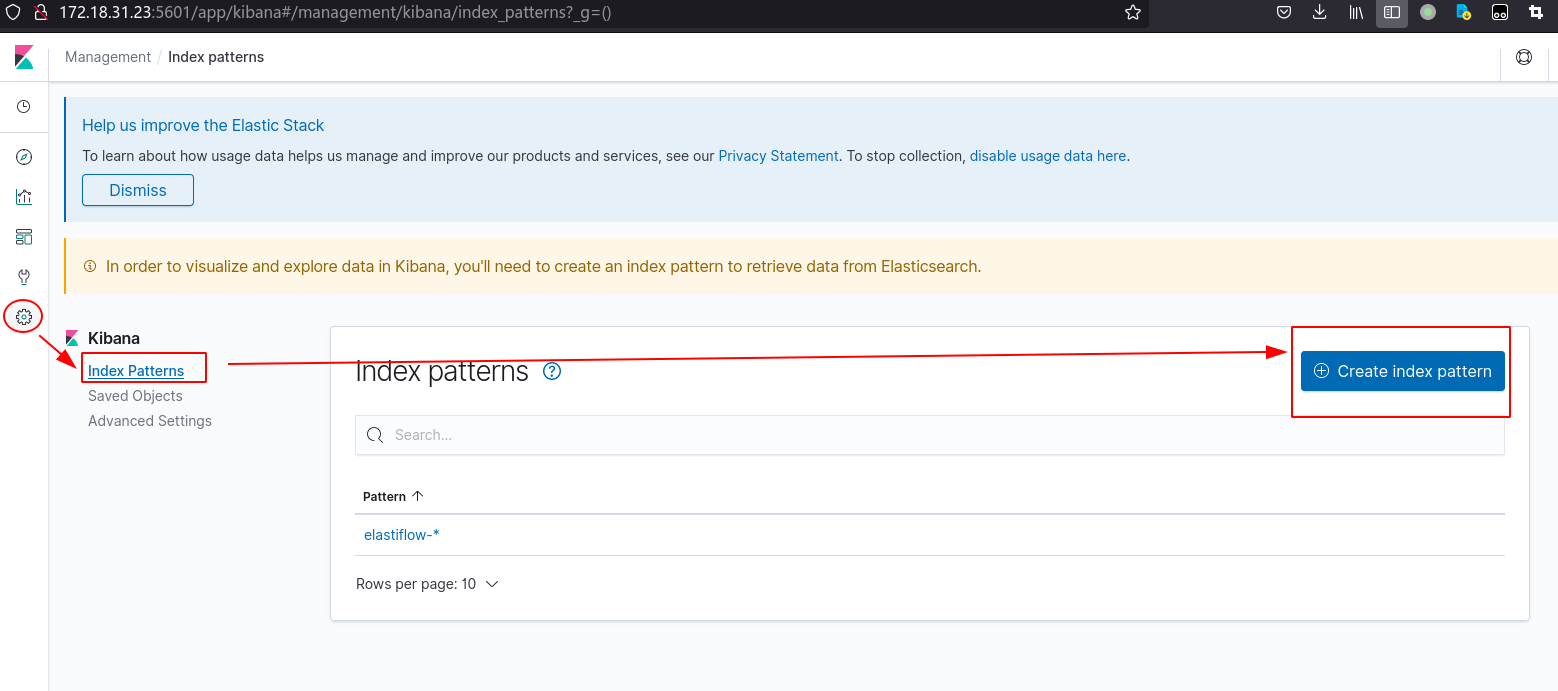 172.18.31.23:5601/app/kibana#/management/kibana/index_patterns?_g=()
Management / Index patterns
Help us improve the Elastic Stack
To learn about how usage data helps us manage and improve our products and services, see our Privacy Statement. To stop collection, disable usage data here.
Dismiss
In order to visualize and explore data in Kibana, you'll need to create an index pattern to retrieve data from Elasticsearch.
Kibana
Index Patterns
Saved Objects
Advanced Settings
Index patterns
Create index pattern
Search...
Pattern
elastiflow-*
Rows per page: 10